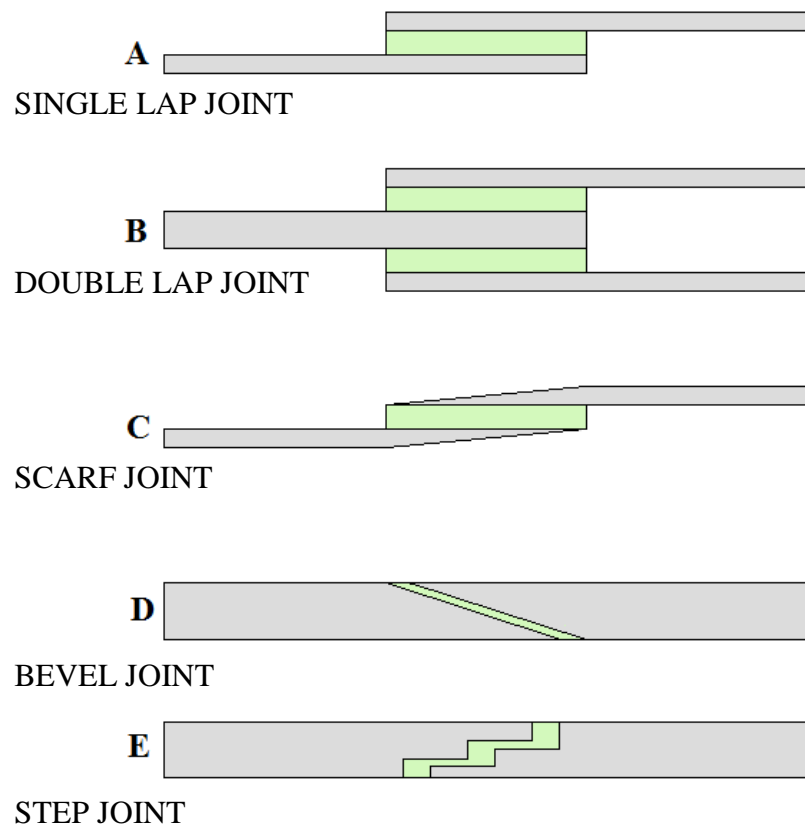 A
SINGLE LAP JOINT
B
DOUBLE LAP JOINT
C
SCARF JOINT
D
BEVEL JOINT
E
STEP JOINT